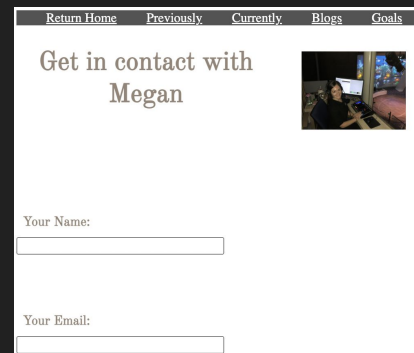 Return Home Previously Currently Blogs Goals
Get in contact with
Megan
Your Name:
Your Email: